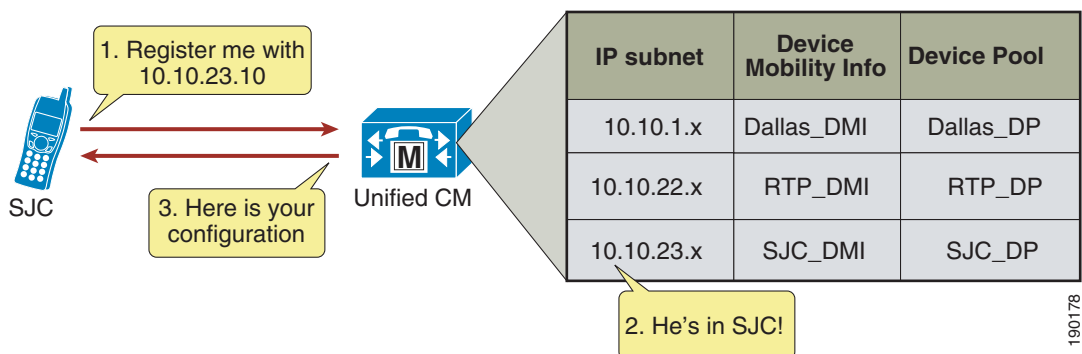 1. Register me with
10.10.23.10
SJC
3. Here is your
configuration
M
Unified CM
IP subnet
Device
Mobility Info
Device Pool
10.10.1.x
Dallas_DMI
Dallas_DP
10.10.22.x
RTP_DMI
RTP_DP
10.10.23.x
SJC_DMI
SJC_DP
2. He's in SJC!
190178